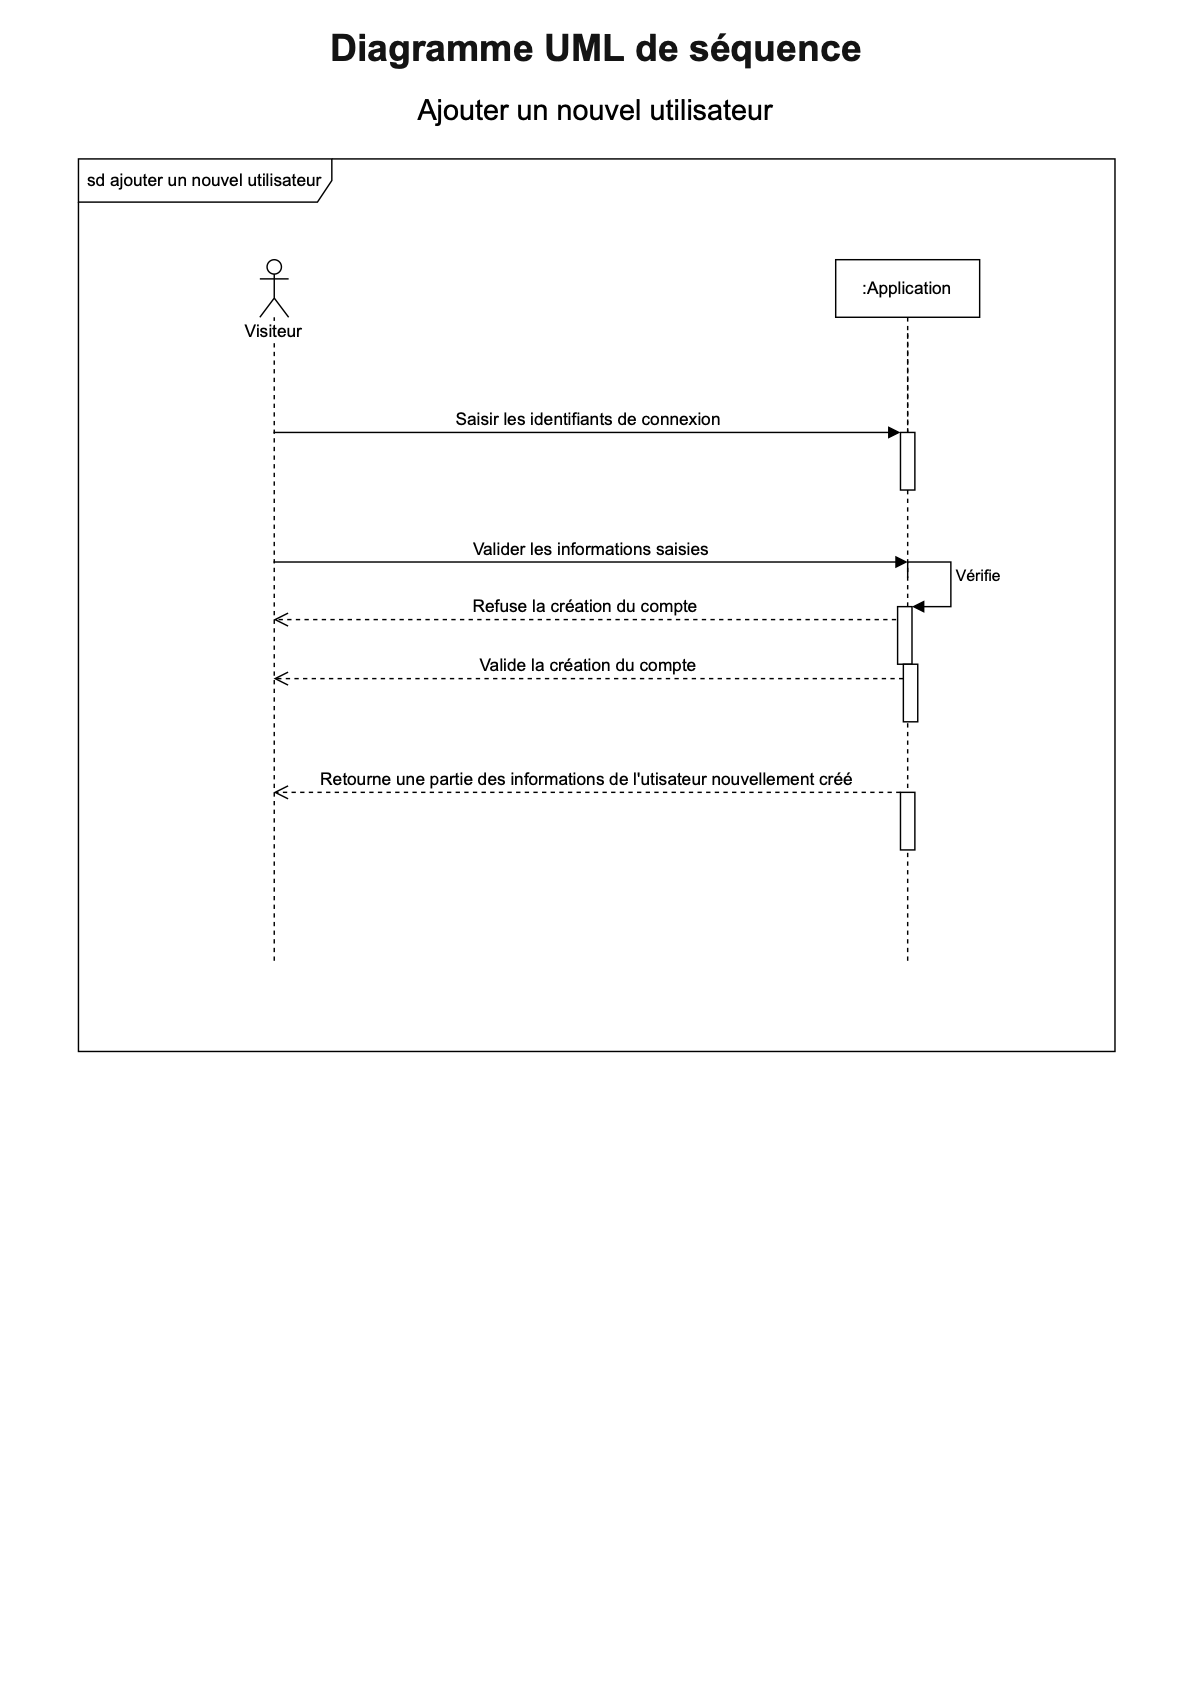 Diagramme UML de séquence
Ajouter un nouvel utilisateur
sd ajouter un nouvel utilisateur
:Application
Visiteur
Saisir les identifiants de connexion
Valider les informations saisies
Vérifie
Refuse la création du compte
Valide la création du compte
Retourne une partie des informations de l'utisateur nouvellement créé